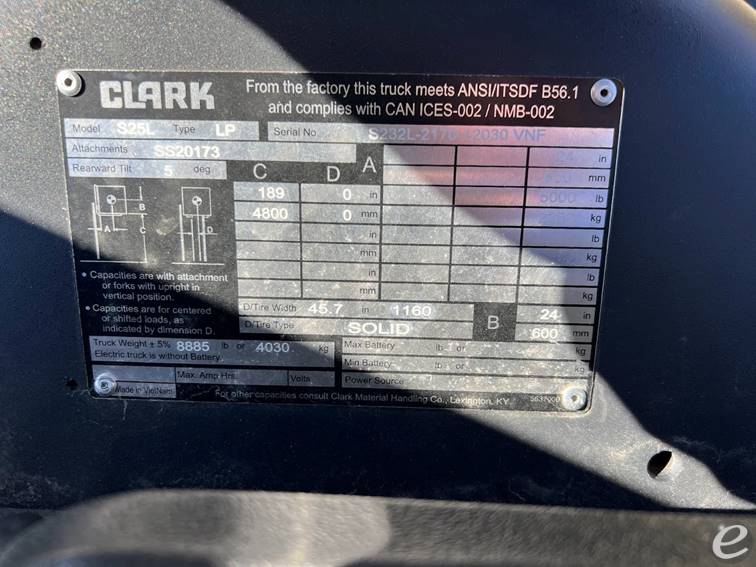 CLARK
From the factory this truck meets ANSI/ITSDF B56.1
and complies with CAN ICES-002 / NMB-002
Model S25L Type LP Serial No. VNF
Attachments SS20173
Rearward Tilt 5 deg
C D A
24 in
189 0 in 600 mm
4800 0 mm 5000 lb
in kg
mm lb
in kg
mm lb
kg
A B C D
• Capacities are with attachment
or forks with upright in
vertical position.
• Capacities are for centered
or shifted loads, as
indicated by dimension D.
D/Tire Width 45.7 in 1160
D/Tire Type SOLID
B 24 in
600 mm
Truck Weight ± 5% 8885 lb or 4030 kg
Electric truck is without Battery.
Max Battery lb or kg
Min Battery lb or kg
Max. Amp Hrs. Volts Power Source
Made in VietNam
For other capacities consult Clark Material Handling Co., Lexington, KY.
e